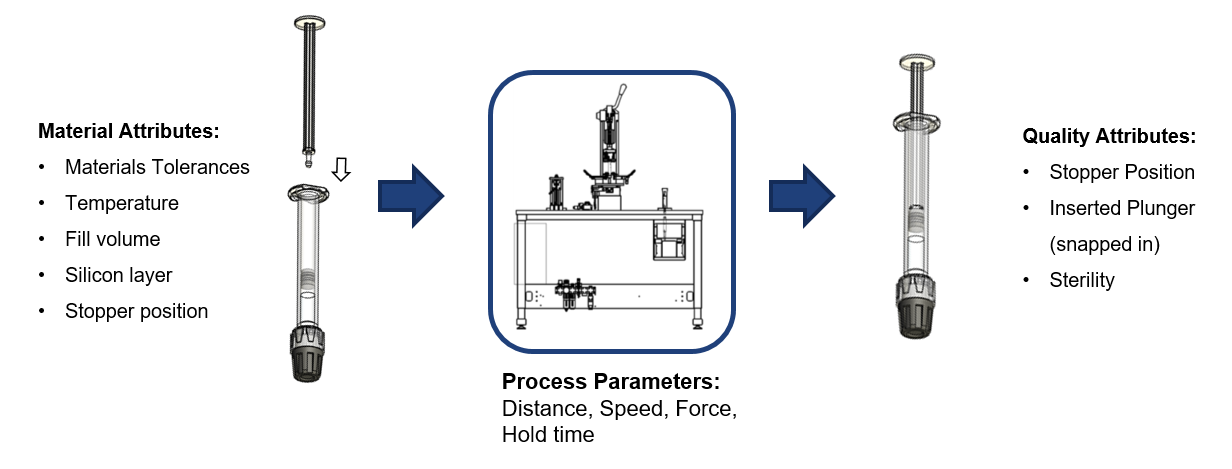 Material Attributes:
• Materials Tolerances
• Temperature
• Fill volume
• Silicon layer
• Stopper position
Process Parameters:
Distance, Speed, Force,
Hold time
Quality Attributes:
• Stopper Position
• Inserted Plunger
(snapped in)
• Sterility